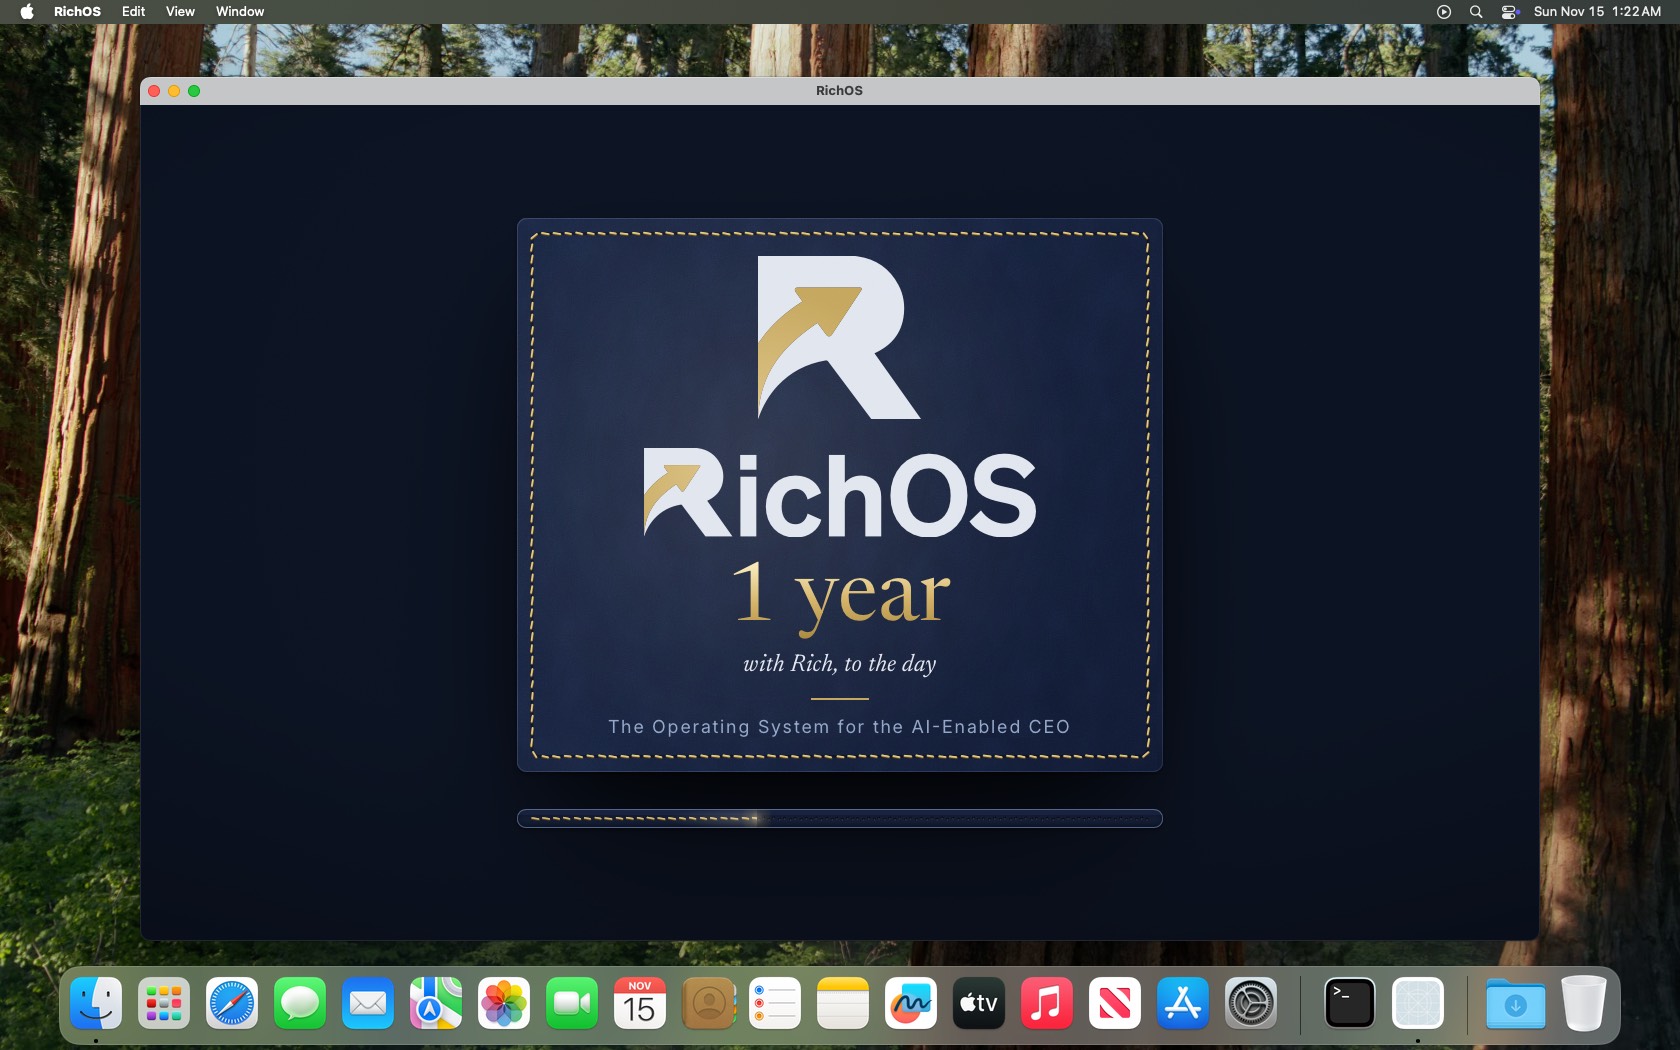 RichOS Edit View Window
Sun Nov 15 1:22 AM
RichOS
R
RichOS
1 year
with Rich, to the day
The Operating System for the AI-Enabled CEO
NOV
15
tv
>_